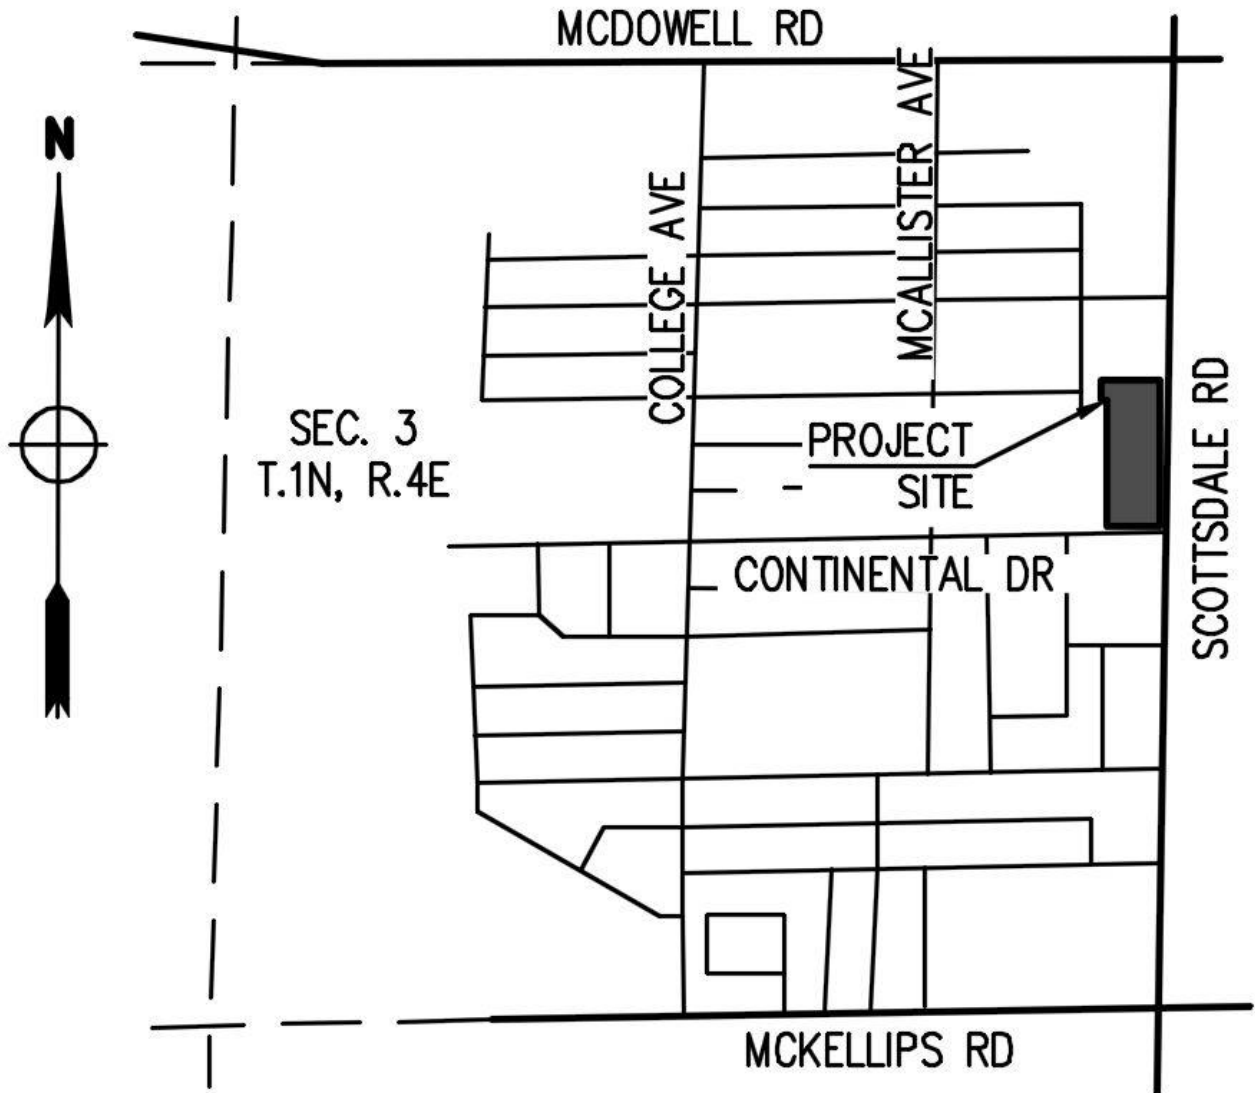 MCDOWELL RD
N
COLLEGE AVE
MCALLISTER AVE
SEC. 3
T.1N, R.4E
PROJECT
SITE
SCOTTSDALE RD
CONTINENTAL DR
MCKELLIPS RD